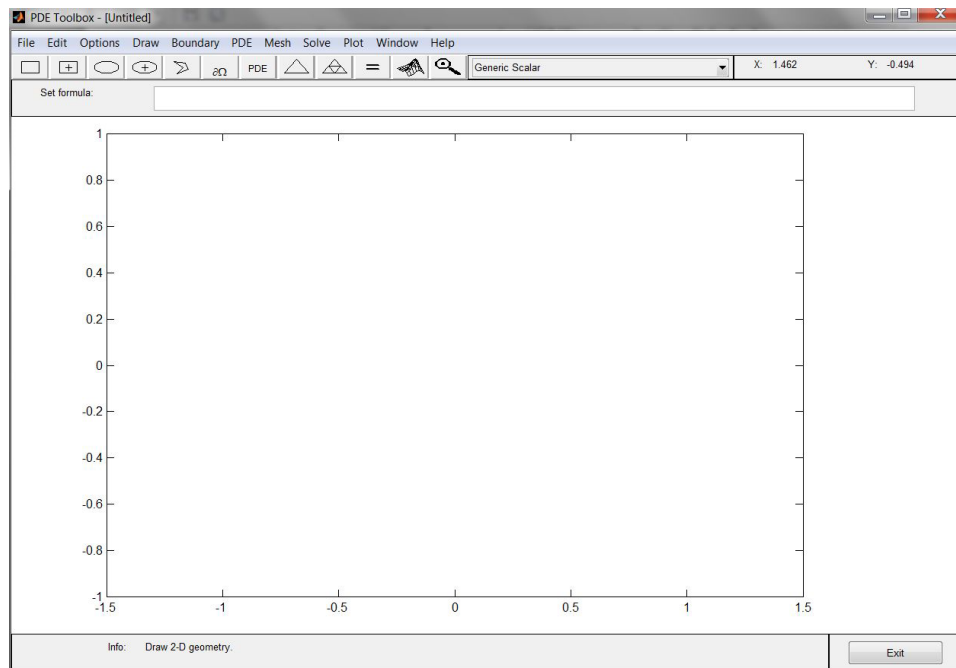 PDE Toolbox - [Untitled]
File Edit Options Draw Boundary PDE Mesh Solve Plot Window Help
∂Ω PDE = Generic Scalar X: 1.462 Y: -0.494
Set formula:
1
0.8
0.6
0.4
0.2
0
-0.2
-0.4
-0.6
-0.8
-1
-1.5 -1 -0.5 0 0.5 1 1.5
Info: Draw 2-D geometry. Exit